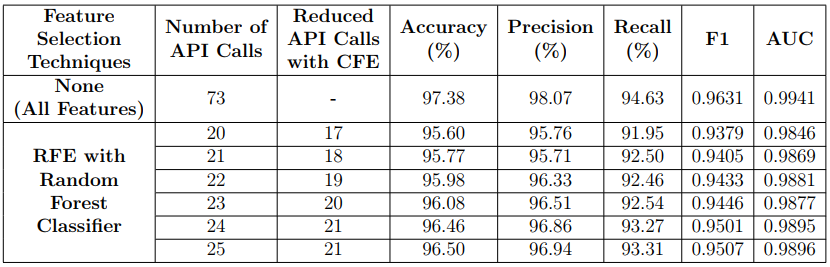 Feature Selection Techniques | Number of API Calls | Reduced API Calls with CFE | Accuracy (%) | Precision (%) | Recall (%) | F1 | AUC
None (All Features) | 73 | - | 97.38 | 98.07 | 94.63 | 0.9631 | 0.9941
RFE with Random Forest Classifier | 20 | 17 | 95.60 | 95.76 | 91.95 | 0.9379 | 0.9846
21 | 18 | 95.77 | 95.71 | 92.50 | 0.9405 | 0.9869
22 | 19 | 95.98 | 96.33 | 92.46 | 0.9433 | 0.9881
23 | 20 | 96.08 | 96.51 | 92.54 | 0.9446 | 0.9877
24 | 21 | 96.46 | 96.86 | 93.27 | 0.9501 | 0.9895
25 | 21 | 96.50 | 96.94 | 93.31 | 0.9507 | 0.9896